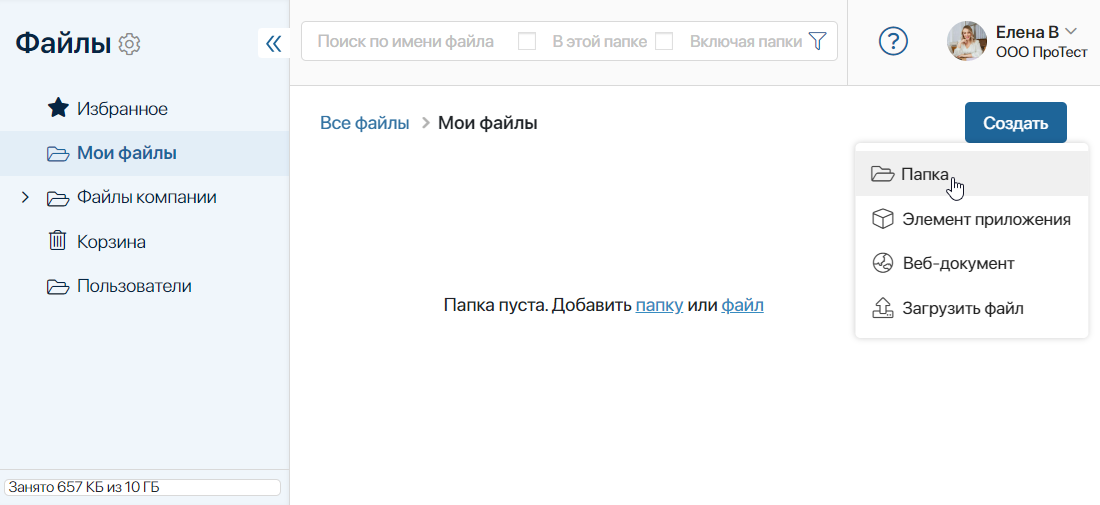 Файлы
Поиск по имени файла В этой папке Включая папки
?
Елена В
ООО ПроТест
Избранное
Мои файлы
Файлы компании
Корзина
Пользователи
Занято 657 КБ из 10 ГБ
Все файлы > Мои файлы
Создать
Папка
Элемент приложения
Веб-документ
Загрузить файл
Папка пуста. Добавить папку или файл